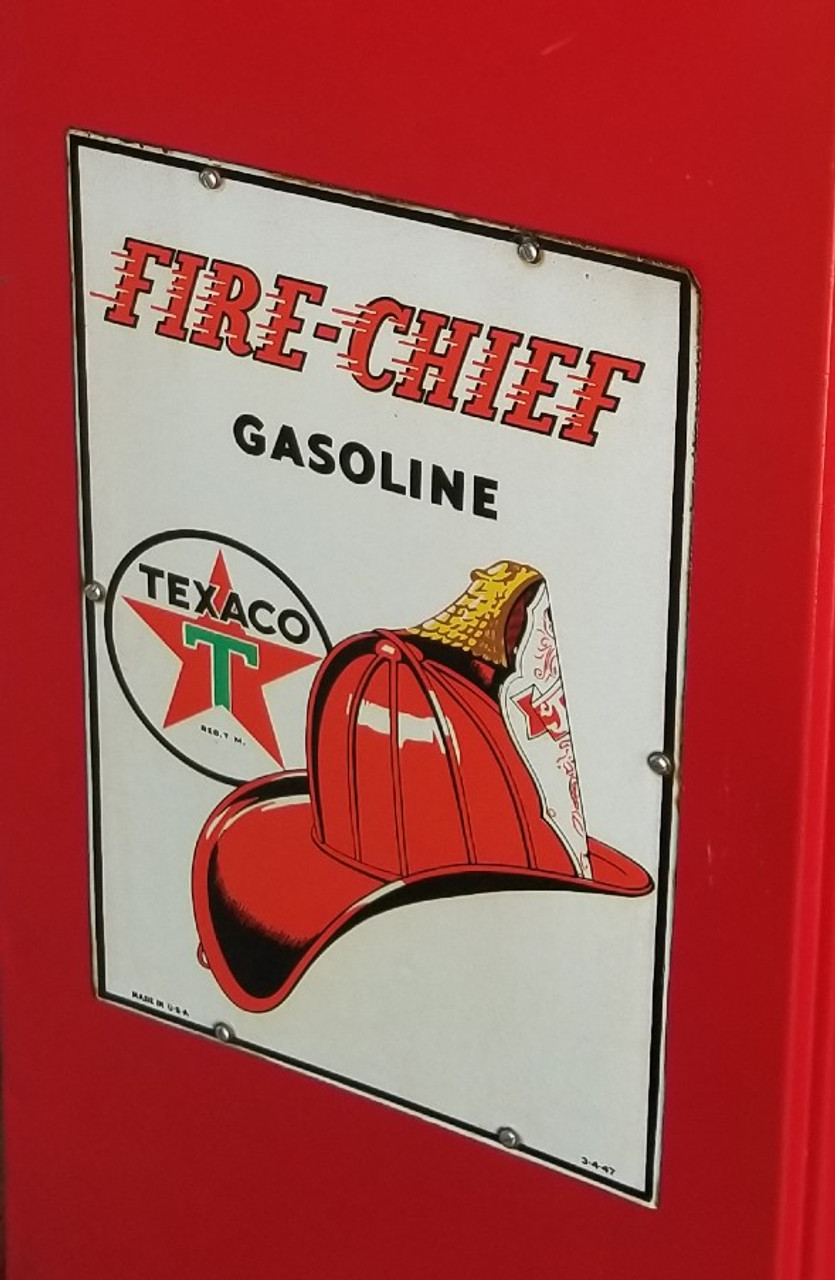 FIRE-CHIEF
GASOLINE
TEXACO
T
REG. T. M.
MADE IN U·S·A
3-4-47